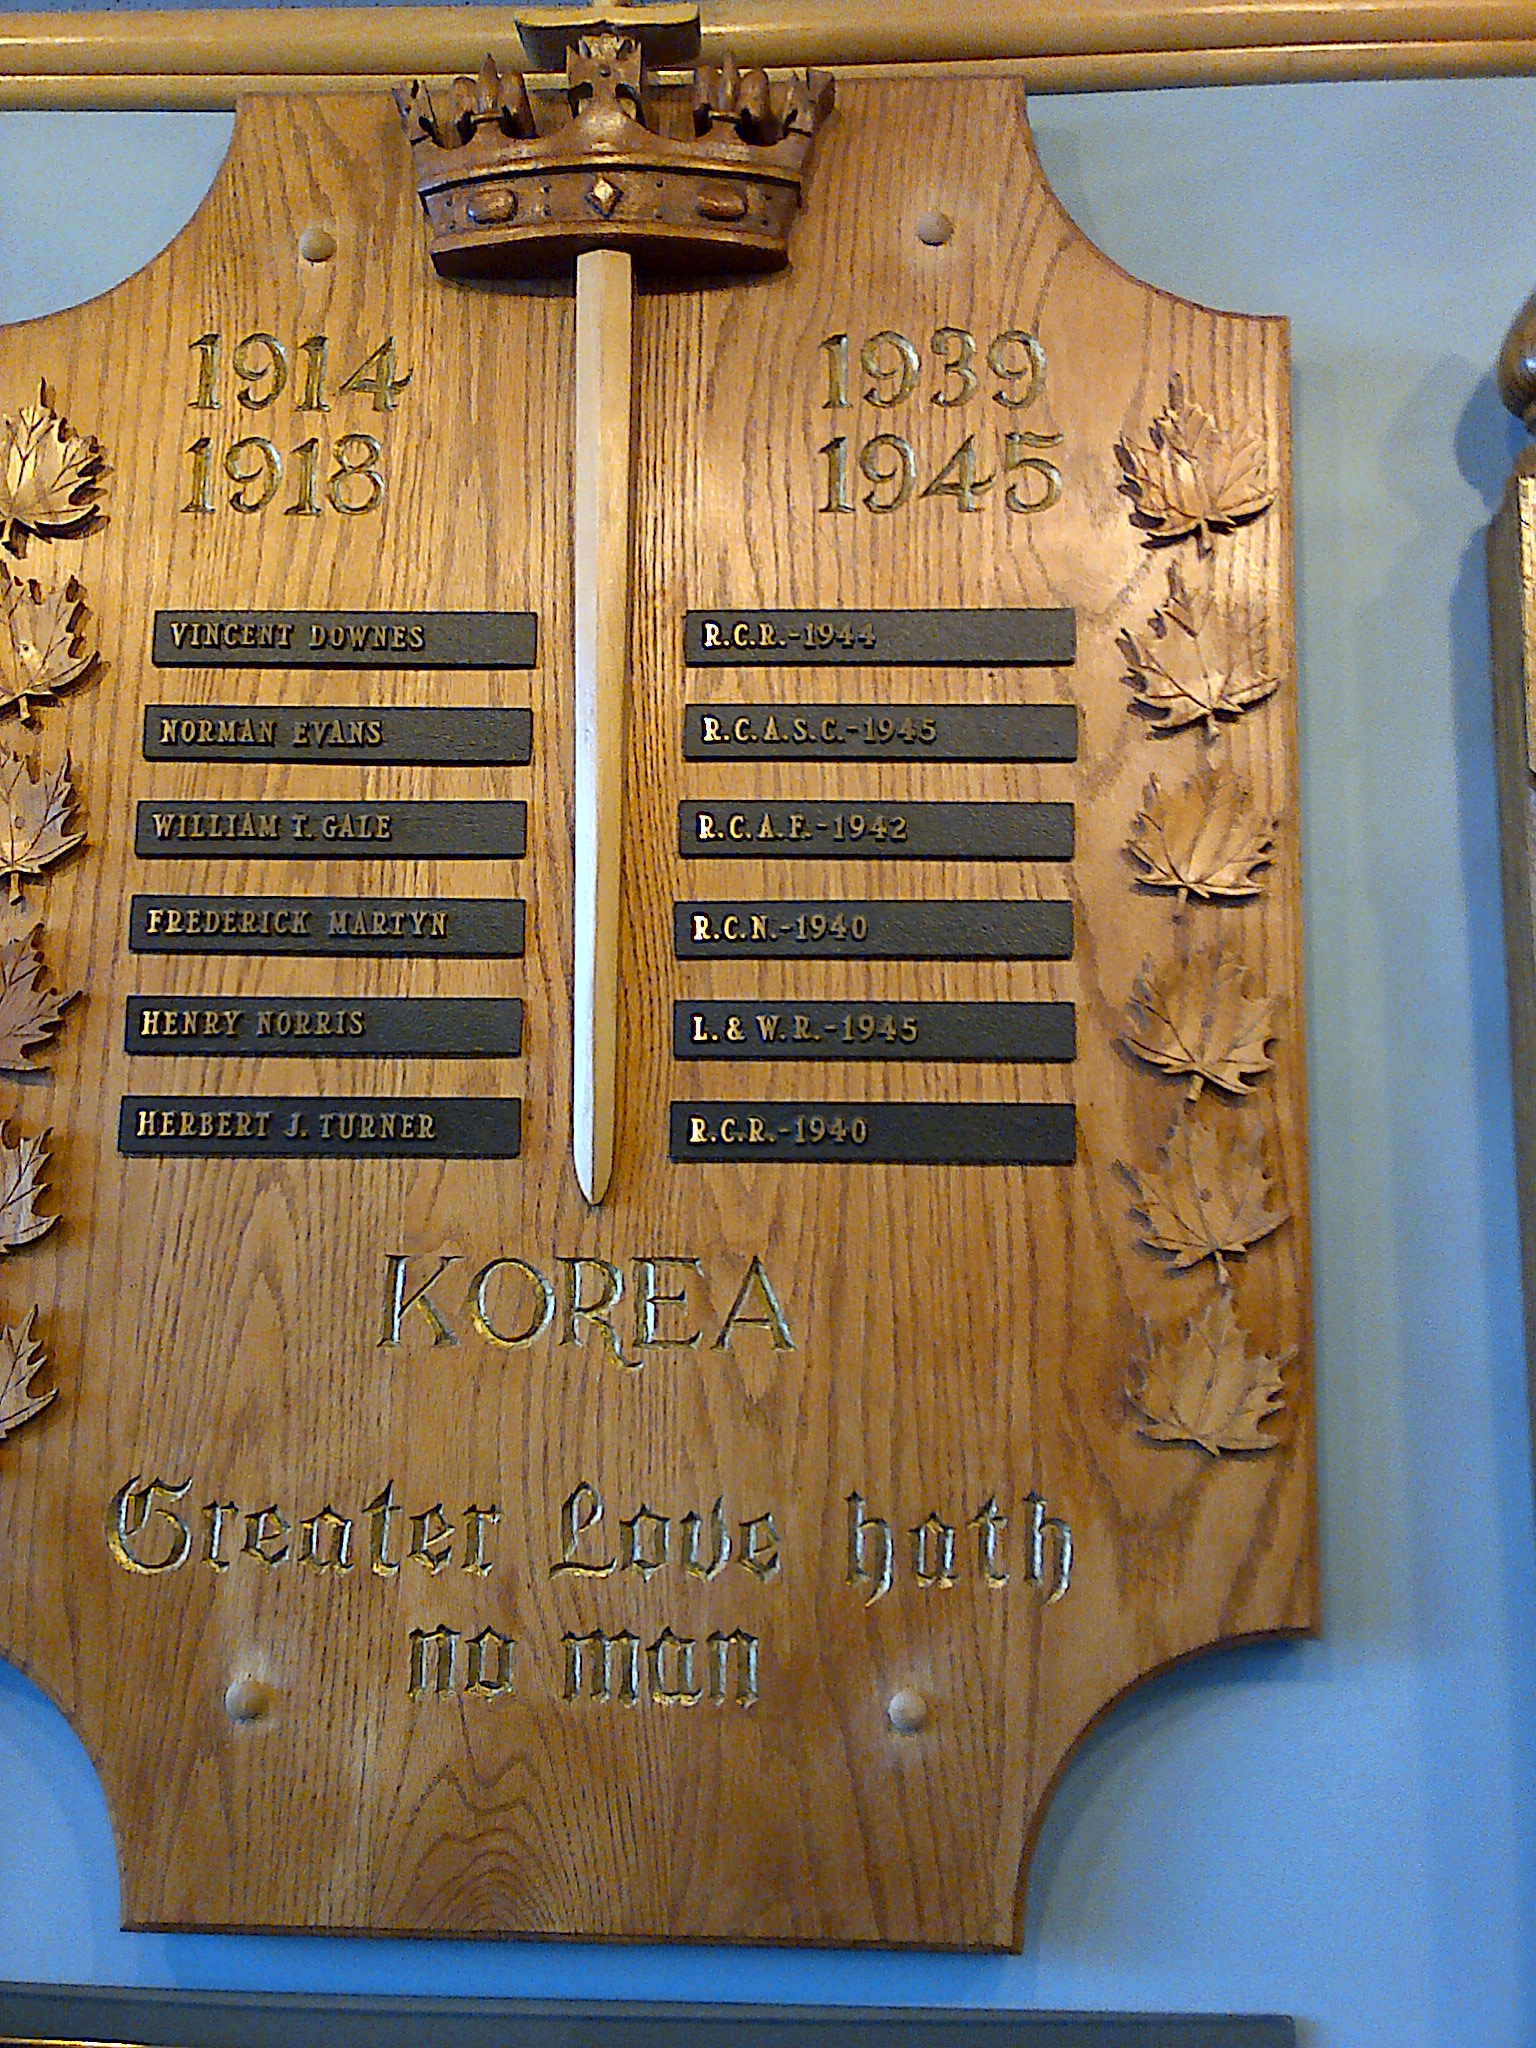 1914 1939
1918 1945
VINCENT DOWNES R.C.R.-1944
NORMAN EVANS R.C.A.S.C.-1945
WILLIAM T. GALE R.C.A.F.-1942
FREDERICK MARTYN R.C.N.-1940
HENRY NORRIS L. & W.R.-1945
HERBERT J. TURNER R.C.R.-1940
KOREA
Greater Love hath
no man